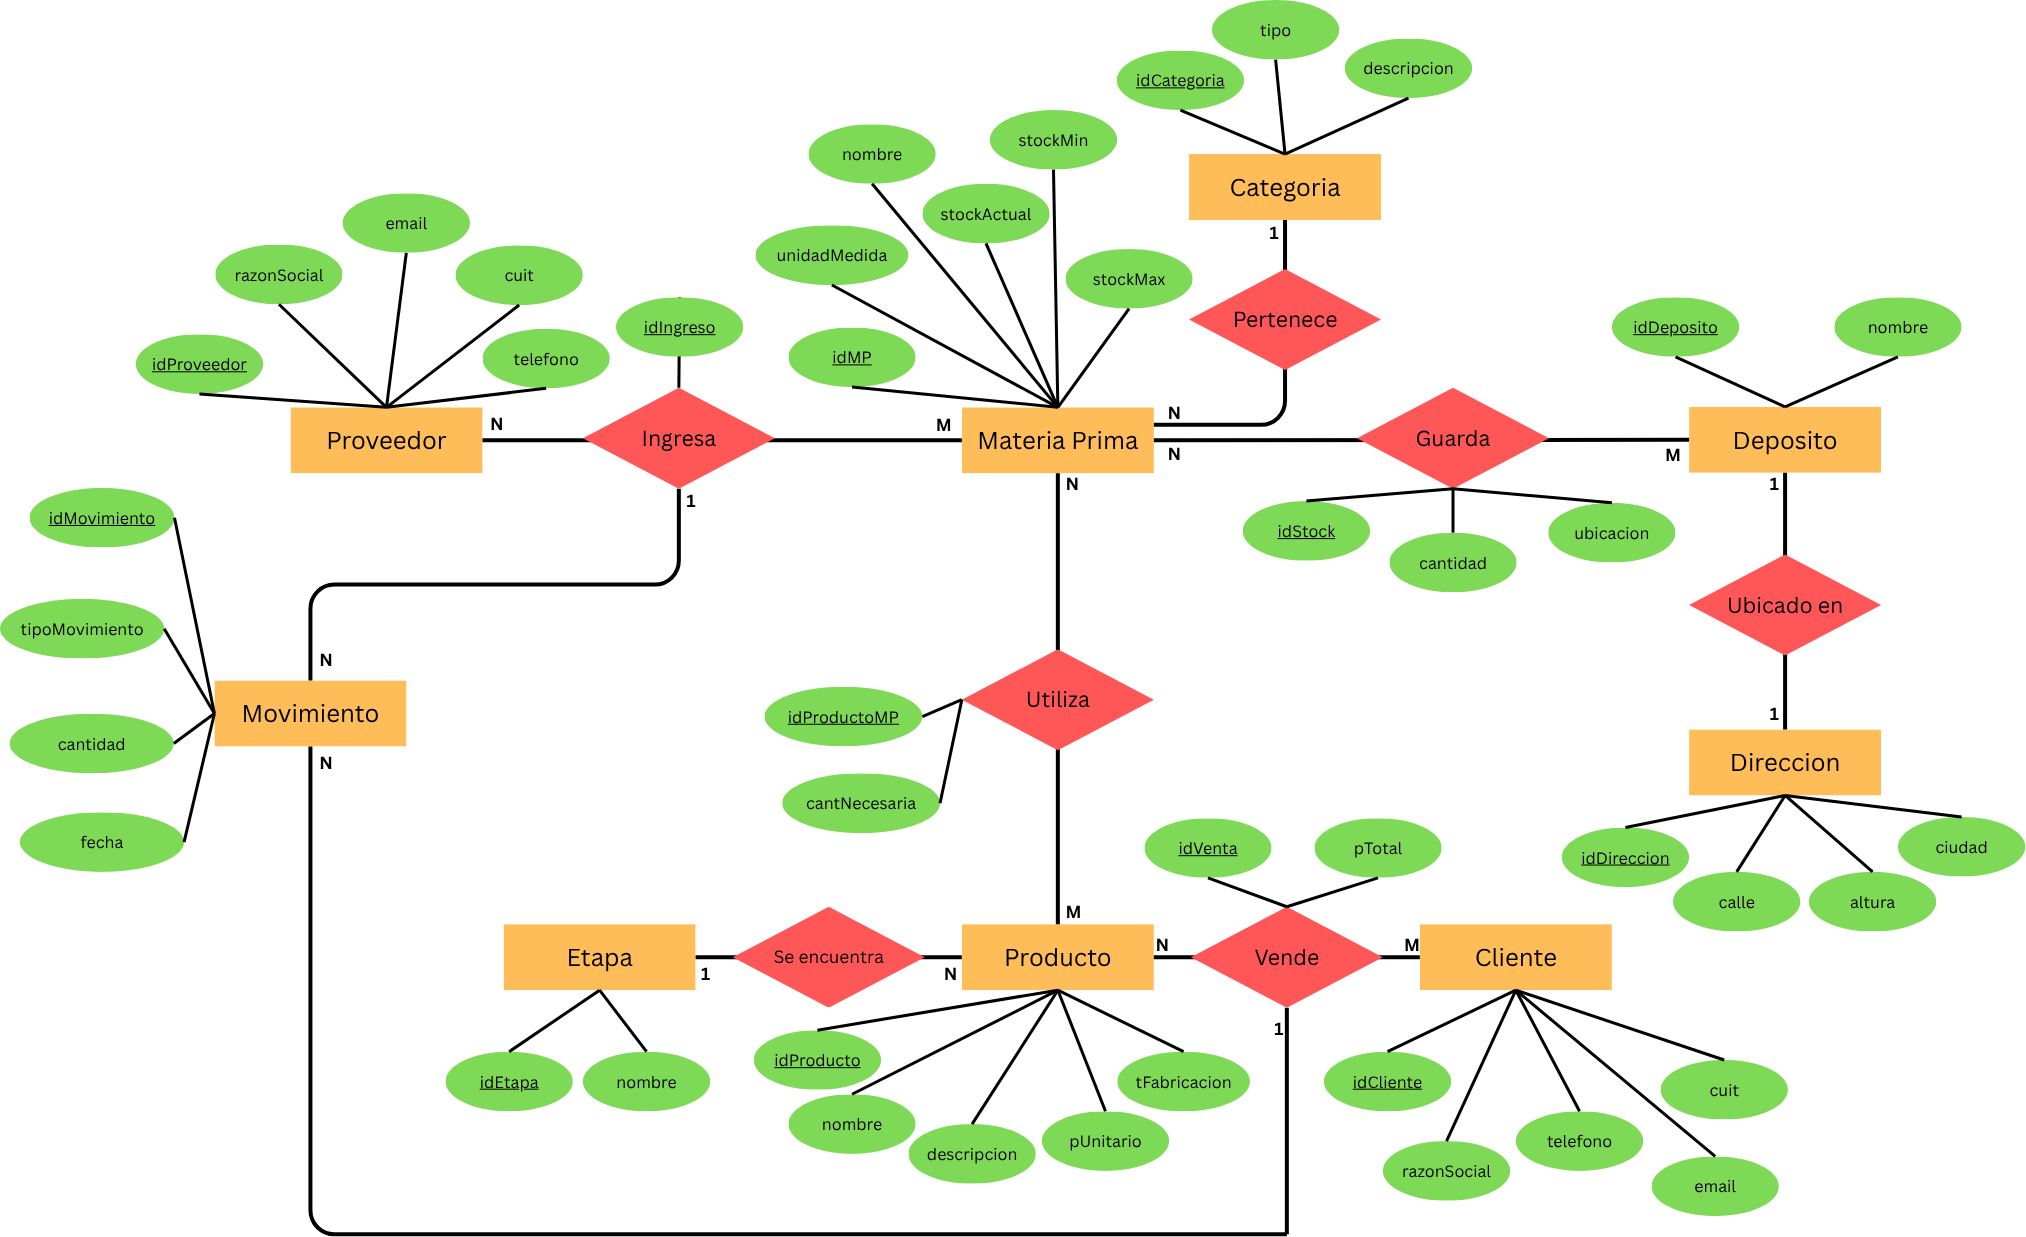 tipo
descripcion
idCategoria
stockMin
nombre
Categoria
stockActual
email
1
unidadMedida
razonSocial
cuit
stockMax
Pertenece
idIngreso
idDeposito
nombre
idMP
telefono
idProveedor
N
N
M
Proveedor
Ingresa
Materia Prima
Guarda
Deposito
N
M
N
1
1
idMovimiento
idStock
ubicacion
cantidad
Ubicado en
tipoMovimiento
N
Utiliza
Movimiento
idProductoMP
1
cantidad
N
Direccion
cantNecesaria
fecha
idVenta
pTotal
ciudad
idDireccion
calle
altura
M
N
M
Etapa
Se encuentra
Producto
Vende
Cliente
1
N
1
idProducto
idEtapa
nombre
tFabricacion
idCliente
cuit
nombre
pUnitario
telefono
descripcion
razonSocial
email